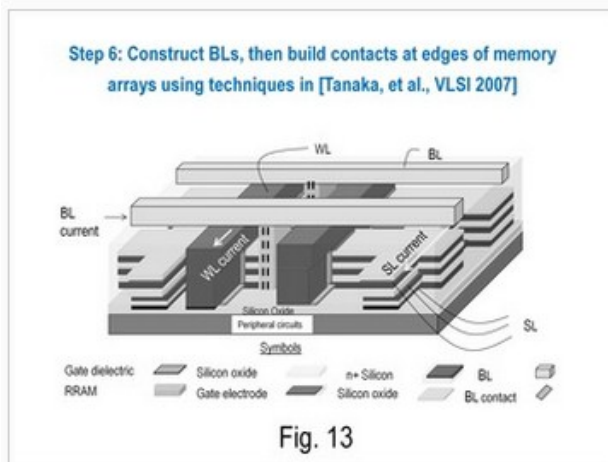 Step 6: Construct BLs, then build contacts at edges of memory
arrays using techniques in [Tanaka, et al., VLSI 2007]
WL
BL
BL
current
WL current
SL current
Silicon Oxide
Peripheral circuits
SL
Symbols
Gate dielectric Silicon oxide n+ Silicon BL
RRAM Gate electrode Silicon oxide BL contact
Fig. 13